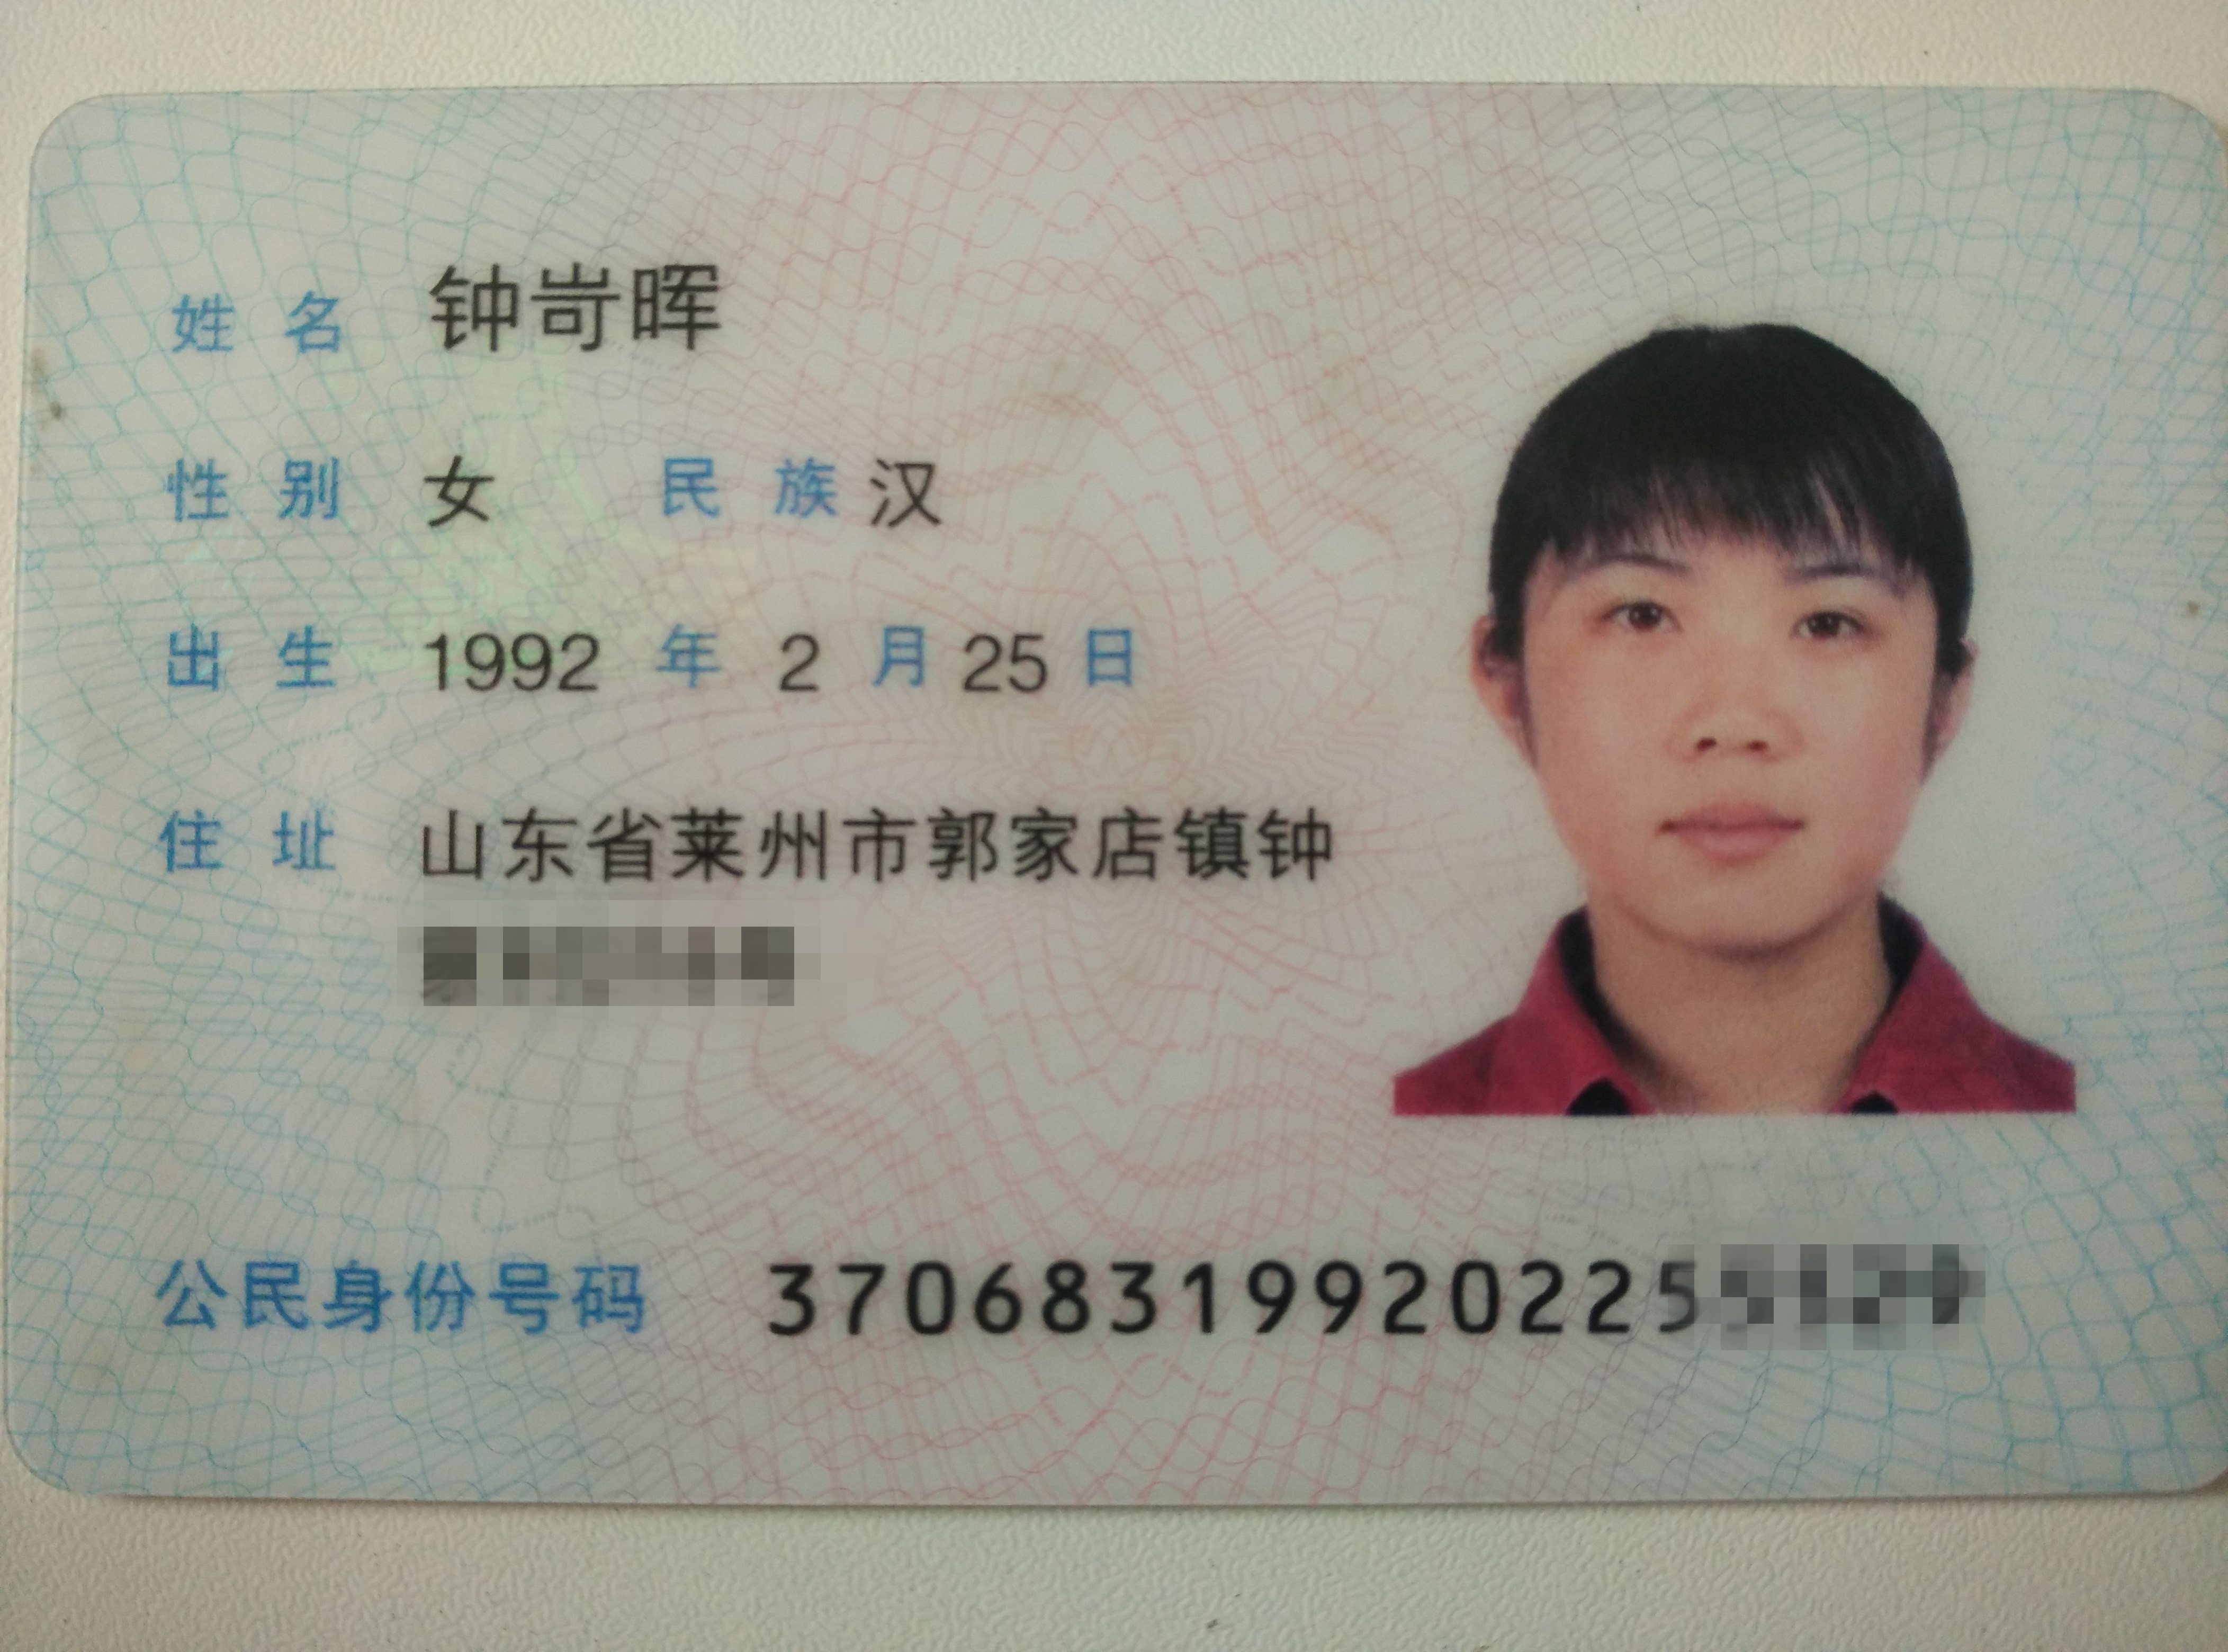 姓名 钟岢晖
性别 女 民族 汉
出生 1992 年 2 月 25 日
住址 山东省莱州市郭家店镇钟
公民身份号码 37068319920225